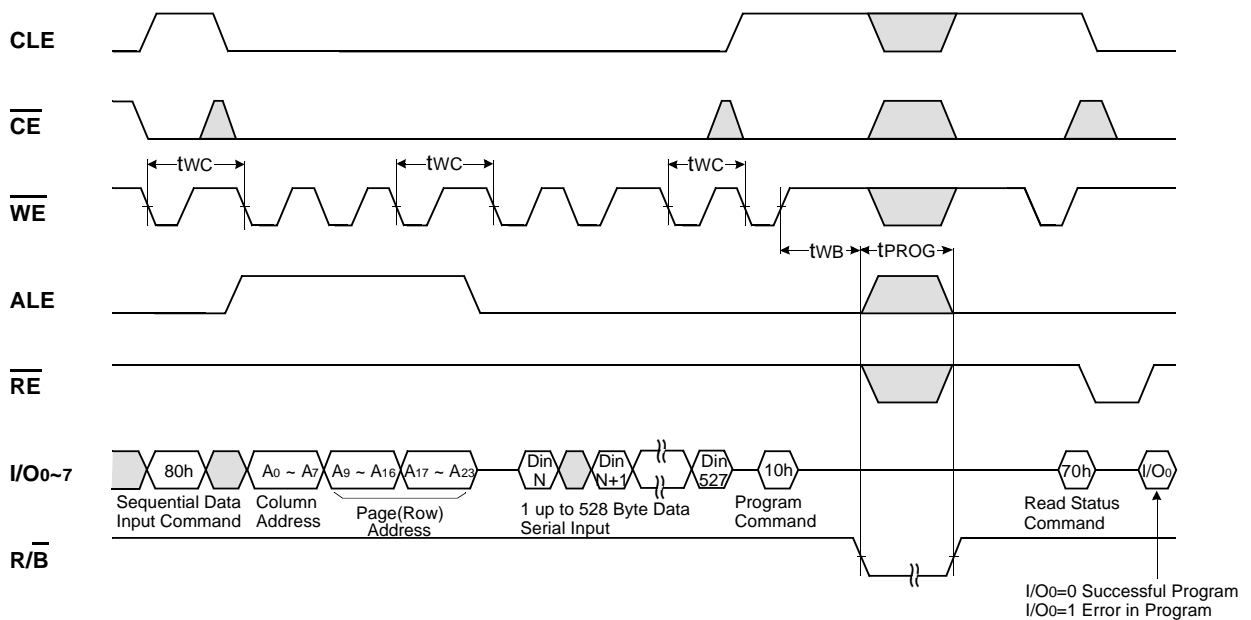 CLE
CE
tWC
tWC
tWC
WE
tWB
tPROG
ALE
RE
I/O0~7
80h
A0 ~ A7
A9 ~ A16
A17 ~ A23
Din
N
Din
N+1
Din
527
10h
70h
I/O0
Sequential Data
Input Command
Column
Address
Page(Row)
Address
1 up to 528 Byte Data
Serial Input
Program
Command
Read Status
Command
R/B
I/O0=0 Successful Program
I/O0=1 Error in Program